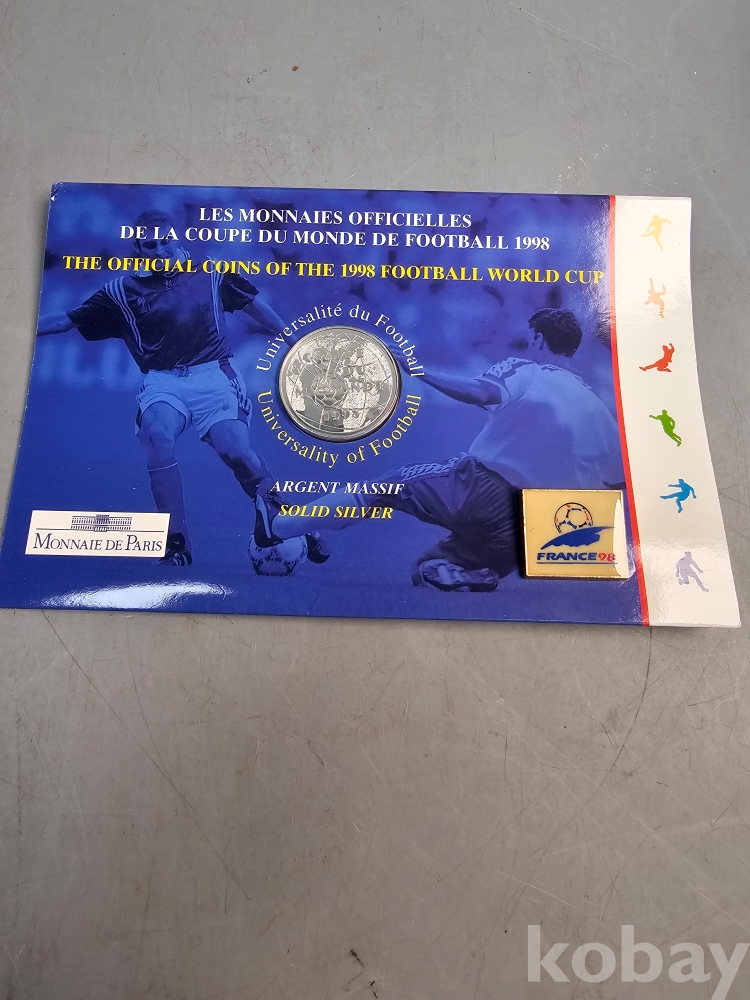 LES MONNAIES OFFICIELLES
DE LA COUPE DU MONDE DE FOOTBALL 1998
THE OFFICIAL COINS OF THE 1998 FOOTBALL WORLD CUP
Universalité du Football
Universality of Football
ARGENT MASSIF
SOLID SILVER
MONNAIE DE PARIS
FRANCE98
kobay